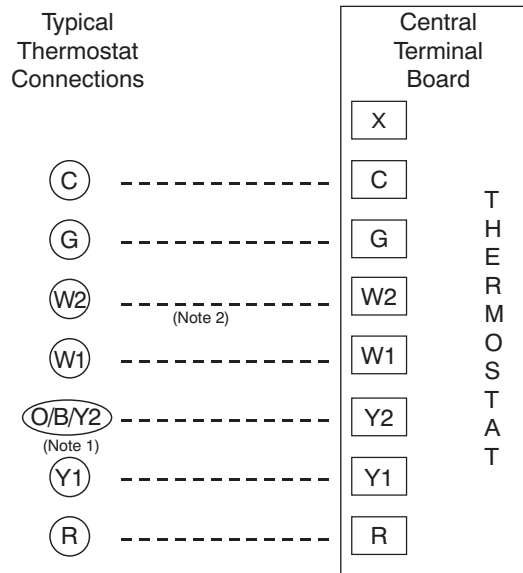 Typical
Thermostat
Connections
Central
Terminal
Board
X
C
C
G
G
W2
W2
(Note 2)
W1
W1
O/B/Y2
Y2
(Note 1)
Y1
Y1
R
R
THERMOSTAT